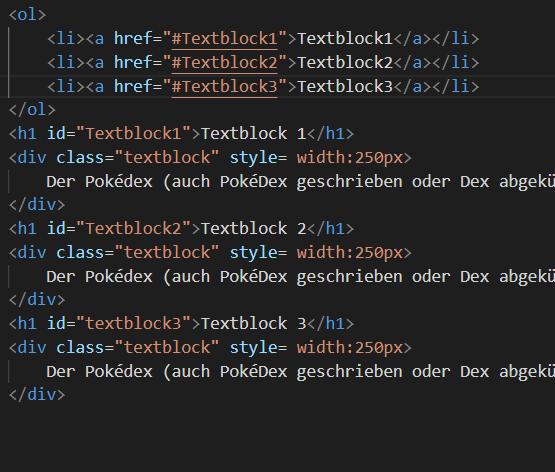 <ol>
<li><a href="#Textblock1">Textblock1</a></li>
<li><a href="#Textblock2">Textblock2</a></li>
<li><a href="#Textblock3">Textblock3</a></li>
</ol>
<h1 id="Textblock1">Textblock 1</h1>
<div class="textblock" style= width:250px>
Der Pokédex (auch PokéDex geschrieben oder Dex abgekü
</div>
<h1 id="Textblock2">Textblock 2</h1>
<div class="textblock" style= width:250px>
Der Pokédex (auch PokéDex geschrieben oder Dex abgekü
</div>
<h1 id="textblock3">Textblock 3</h1>
<div class="textblock" style= width:250px>
Der Pokédex (auch PokéDex geschrieben oder Dex abgekü
</div>